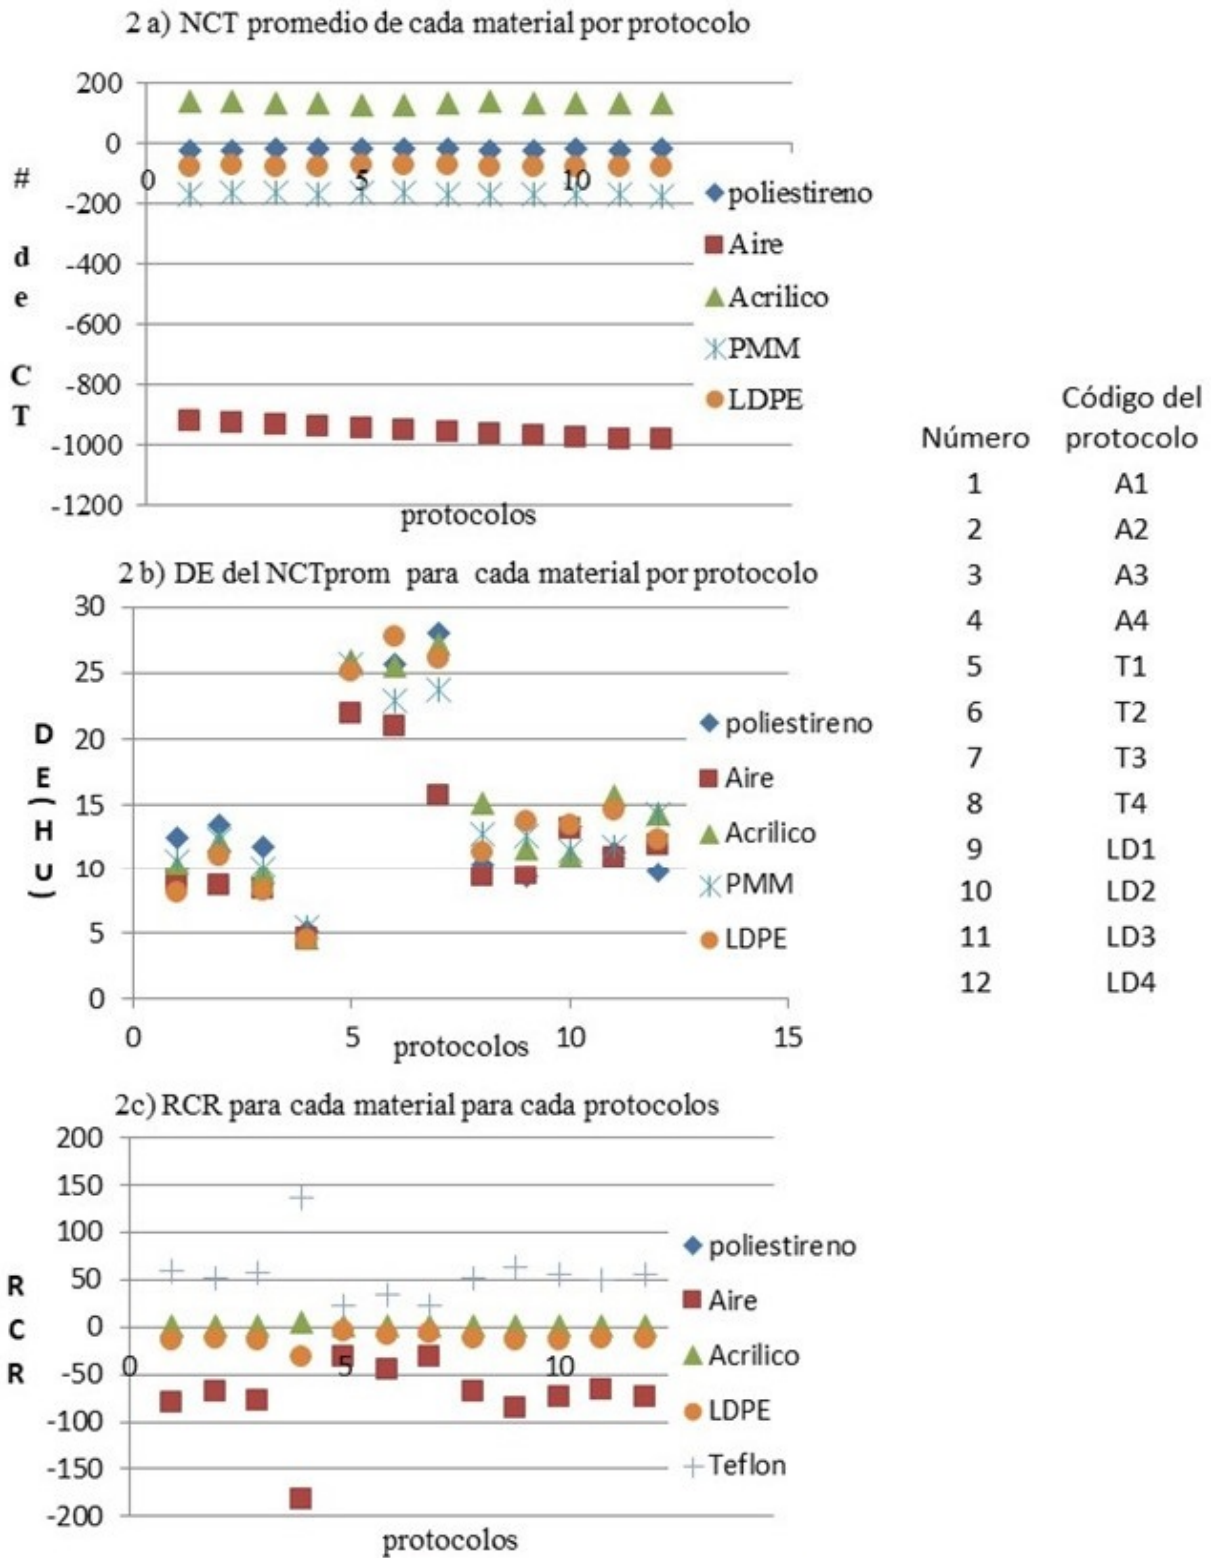 2 a) NCT promedio de cada material por protocolo
200
0
-200
-400
-600
-800
-1000
-1200
# de CT
0 5 10
protocolos
poliestireno
Aire
Acrilico
PMM
LDPE
Número Código del protocolo
1 A1
2 A2
3 A3
4 A4
5 T1
6 T2
7 T3
8 T4
9 LD1
10 LD2
11 LD3
12 LD4
2 b) DE del NCTprom para cada material por protocolo
30
25
20
15
10
5
0
DE(HU)
0 5 10 15
protocolos
poliestireno
Aire
Acrilico
PMM
LDPE
2c) RCR para cada material para cada protocolos
200
150
100
50
0
-50
-100
-150
-200
RCR
0 5 10
protocolos
poliestireno
Aire
Acrilico
LDPE
Teflon